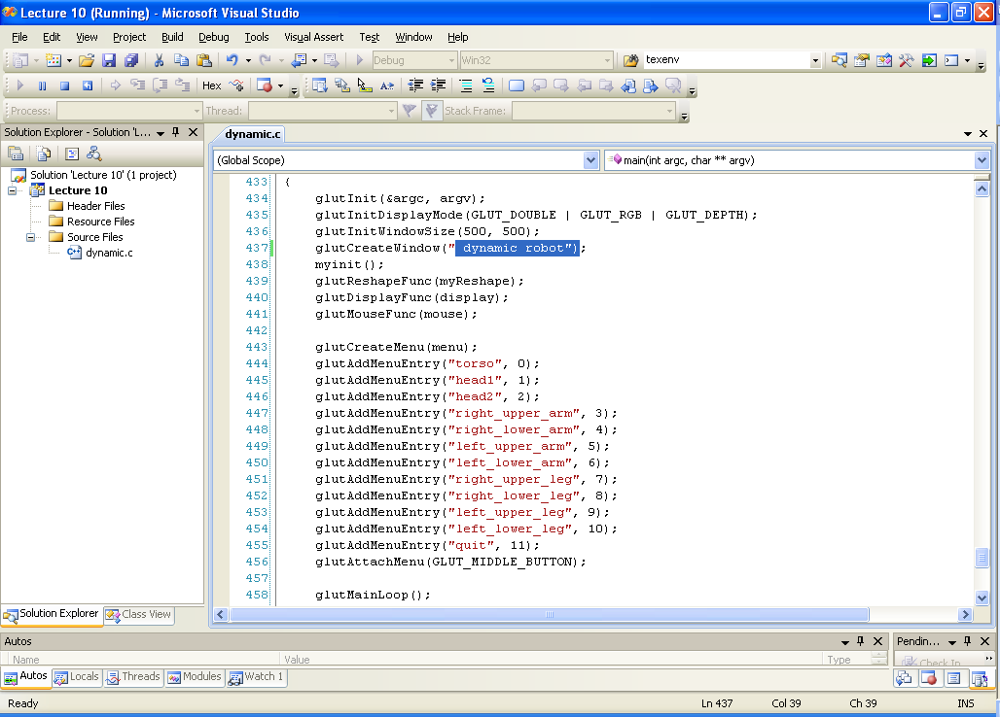 Lecture 10 (Running) - Microsoft Visual Studio
File Edit View Project Build Debug Tools Visual Assert Test Window Help
Debug Win32 texenv
Hex
Process: Thread: Stack Frame:
Solution Explorer - Solution 'L...
Solution 'Lecture 10' (1 project)
Lecture 10
Header Files
Resource Files
Source Files
dynamic.c
Solution Explorer Class View
dynamic.c
(Global Scope) main(int argc, char ** argv)
433 {
434 glutInit(&argc, argv);
435 glutInitDisplayMode(GLUT_DOUBLE | GLUT_RGB | GLUT_DEPTH);
436 glutInitWindowSize(500, 500);
437 glutCreateWindow(" dynamic robot");
438 myinit();
439 glutReshapeFunc(myReshape);
440 glutDisplayFunc(display);
441 glutMouseFunc(mouse);
442
443 glutCreateMenu(menu);
444 glutAddMenuEntry("torso", 0);
445 glutAddMenuEntry("head1", 1);
446 glutAddMenuEntry("head2", 2);
447 glutAddMenuEntry("right_upper_arm", 3);
448 glutAddMenuEntry("right_lower_arm", 4);
449 glutAddMenuEntry("left_upper_arm", 5);
450 glutAddMenuEntry("left_lower_arm", 6);
451 glutAddMenuEntry("right_upper_leg", 7);
452 glutAddMenuEntry("right_lower_leg", 8);
453 glutAddMenuEntry("left_upper_leg", 9);
454 glutAddMenuEntry("left_lower_leg", 10);
455 glutAddMenuEntry("quit", 11);
456 glutAttachMenu(GLUT_MIDDLE_BUTTON);
457
458 glutMainLoop();
Autos
Name Value Type
Autos Locals Threads Modules Watch 1
Pendin...
Check In
Ready Ln 437 Col 39 Ch 39 INS